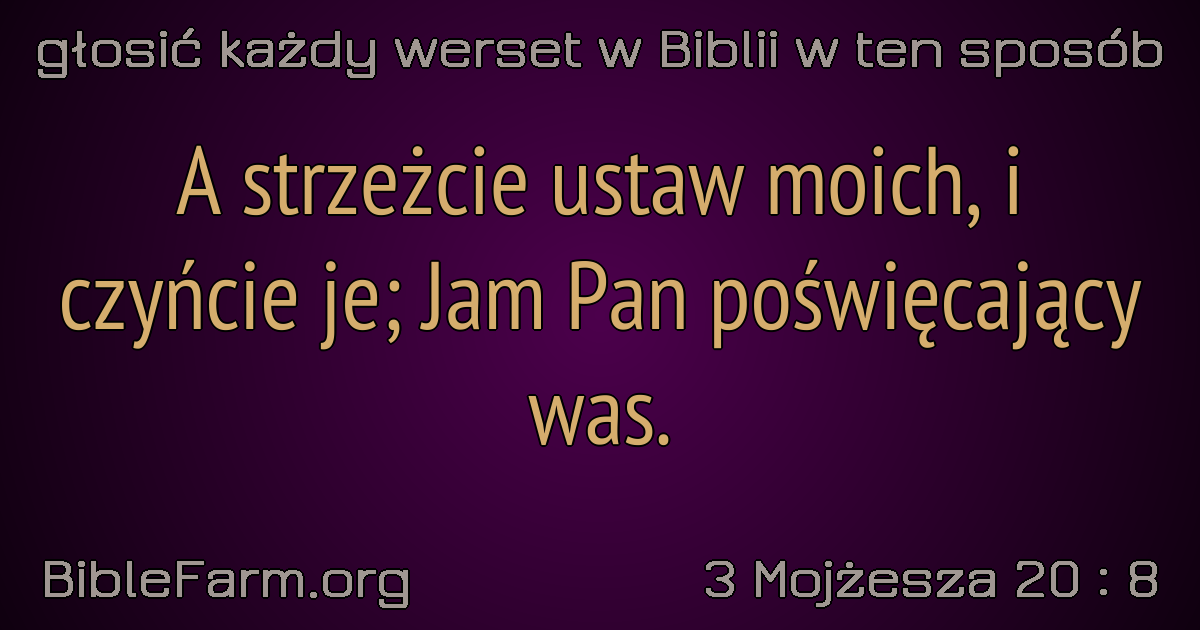 głosić każdy werset w Biblii w ten sposób
A strzeżcie ustaw moich, i
czyńcie je; Jam Pan poświęcający
was.
BibleFarm.org
3 Mojżesza 20 : 8